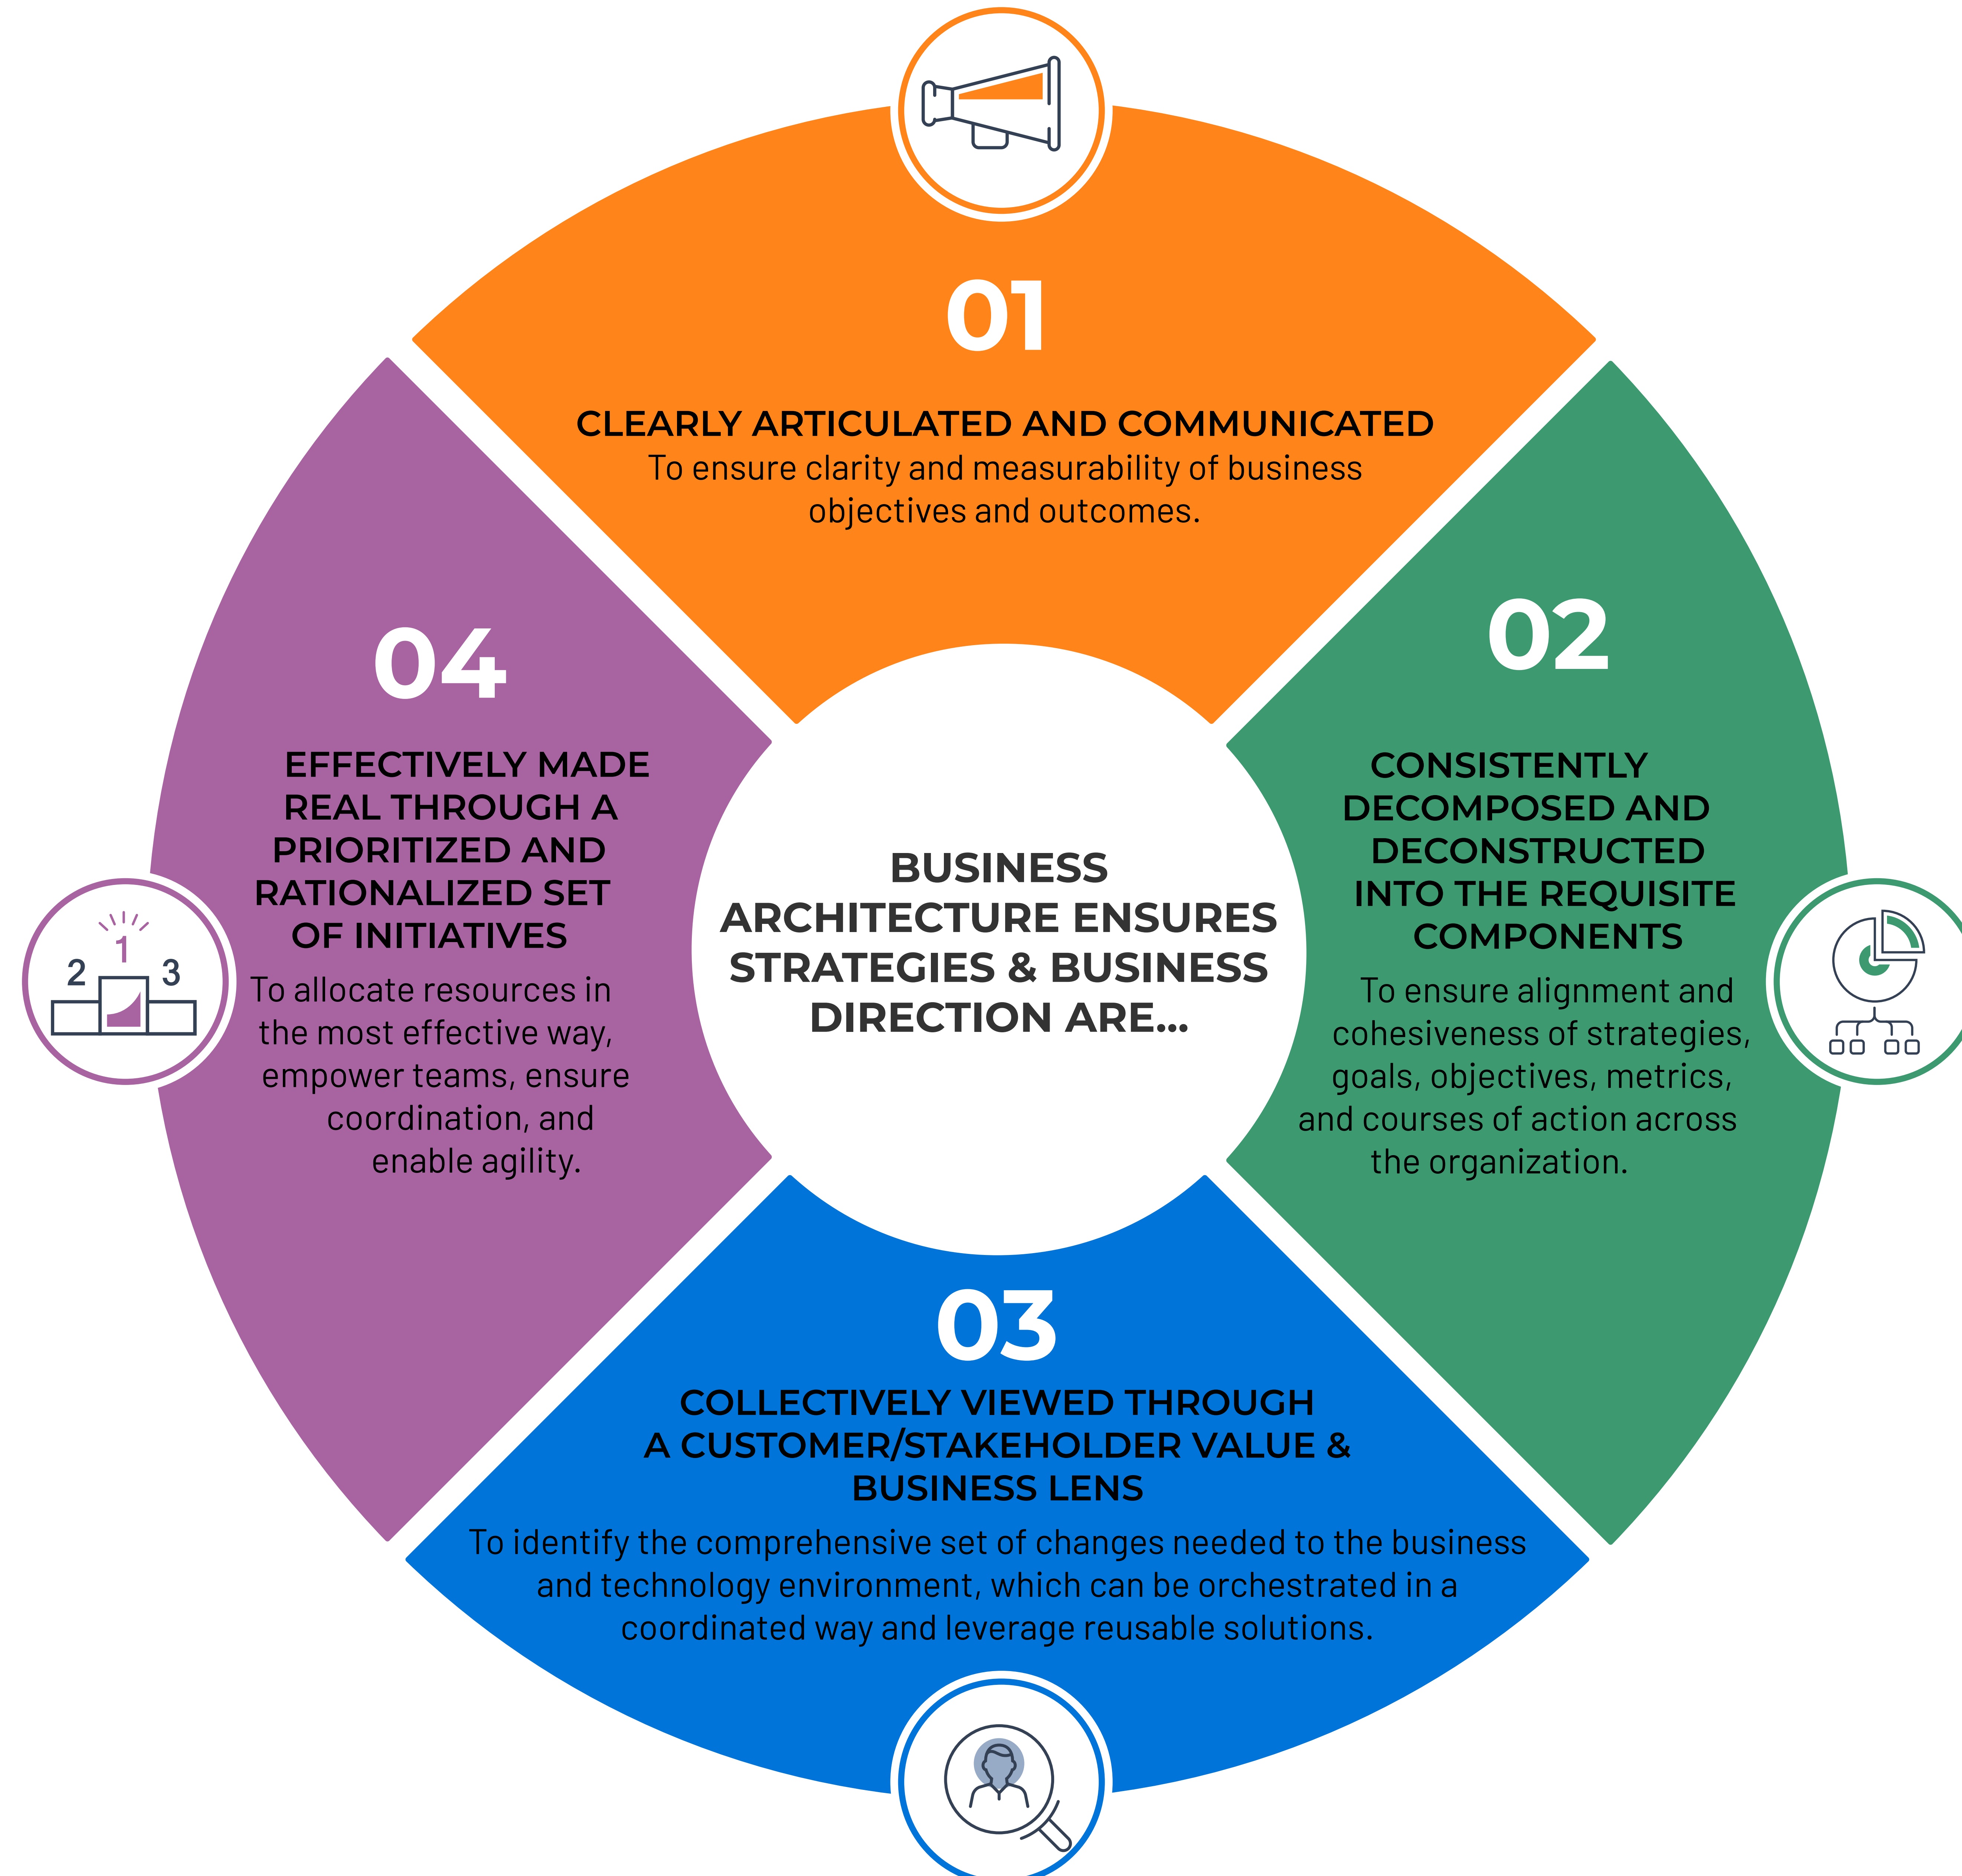 01
CLEARLY ARTICULATED AND COMMUNICATED
To ensure clarity and measurability of business
objectives and outcomes.
02
CONSISTENTLY
DECOMPOSED AND
DECONSTRUCTED
INTO THE REQUISITE
COMPONENTS
To ensure alignment and
cohesiveness of strategies,
goals, objectives, metrics,
and courses of action across
the organization.
03
COLLECTIVELY VIEWED THROUGH
A CUSTOMER/STAKEHOLDER VALUE &
BUSINESS LENS
To identify the comprehensive set of changes needed to the business
and technology environment, which can be orchestrated in a
coordinated way and leverage reusable solutions.
04
EFFECTIVELY MADE
REAL THROUGH A
PRIORITIZED AND
RATIONALIZED SET
OF INITIATIVES
To allocate resources in
the most effective way,
empower teams, ensure
coordination, and
enable agility.
2 1 3
BUSINESS
ARCHITECTURE ENSURES
STRATEGIES & BUSINESS
DIRECTION ARE...